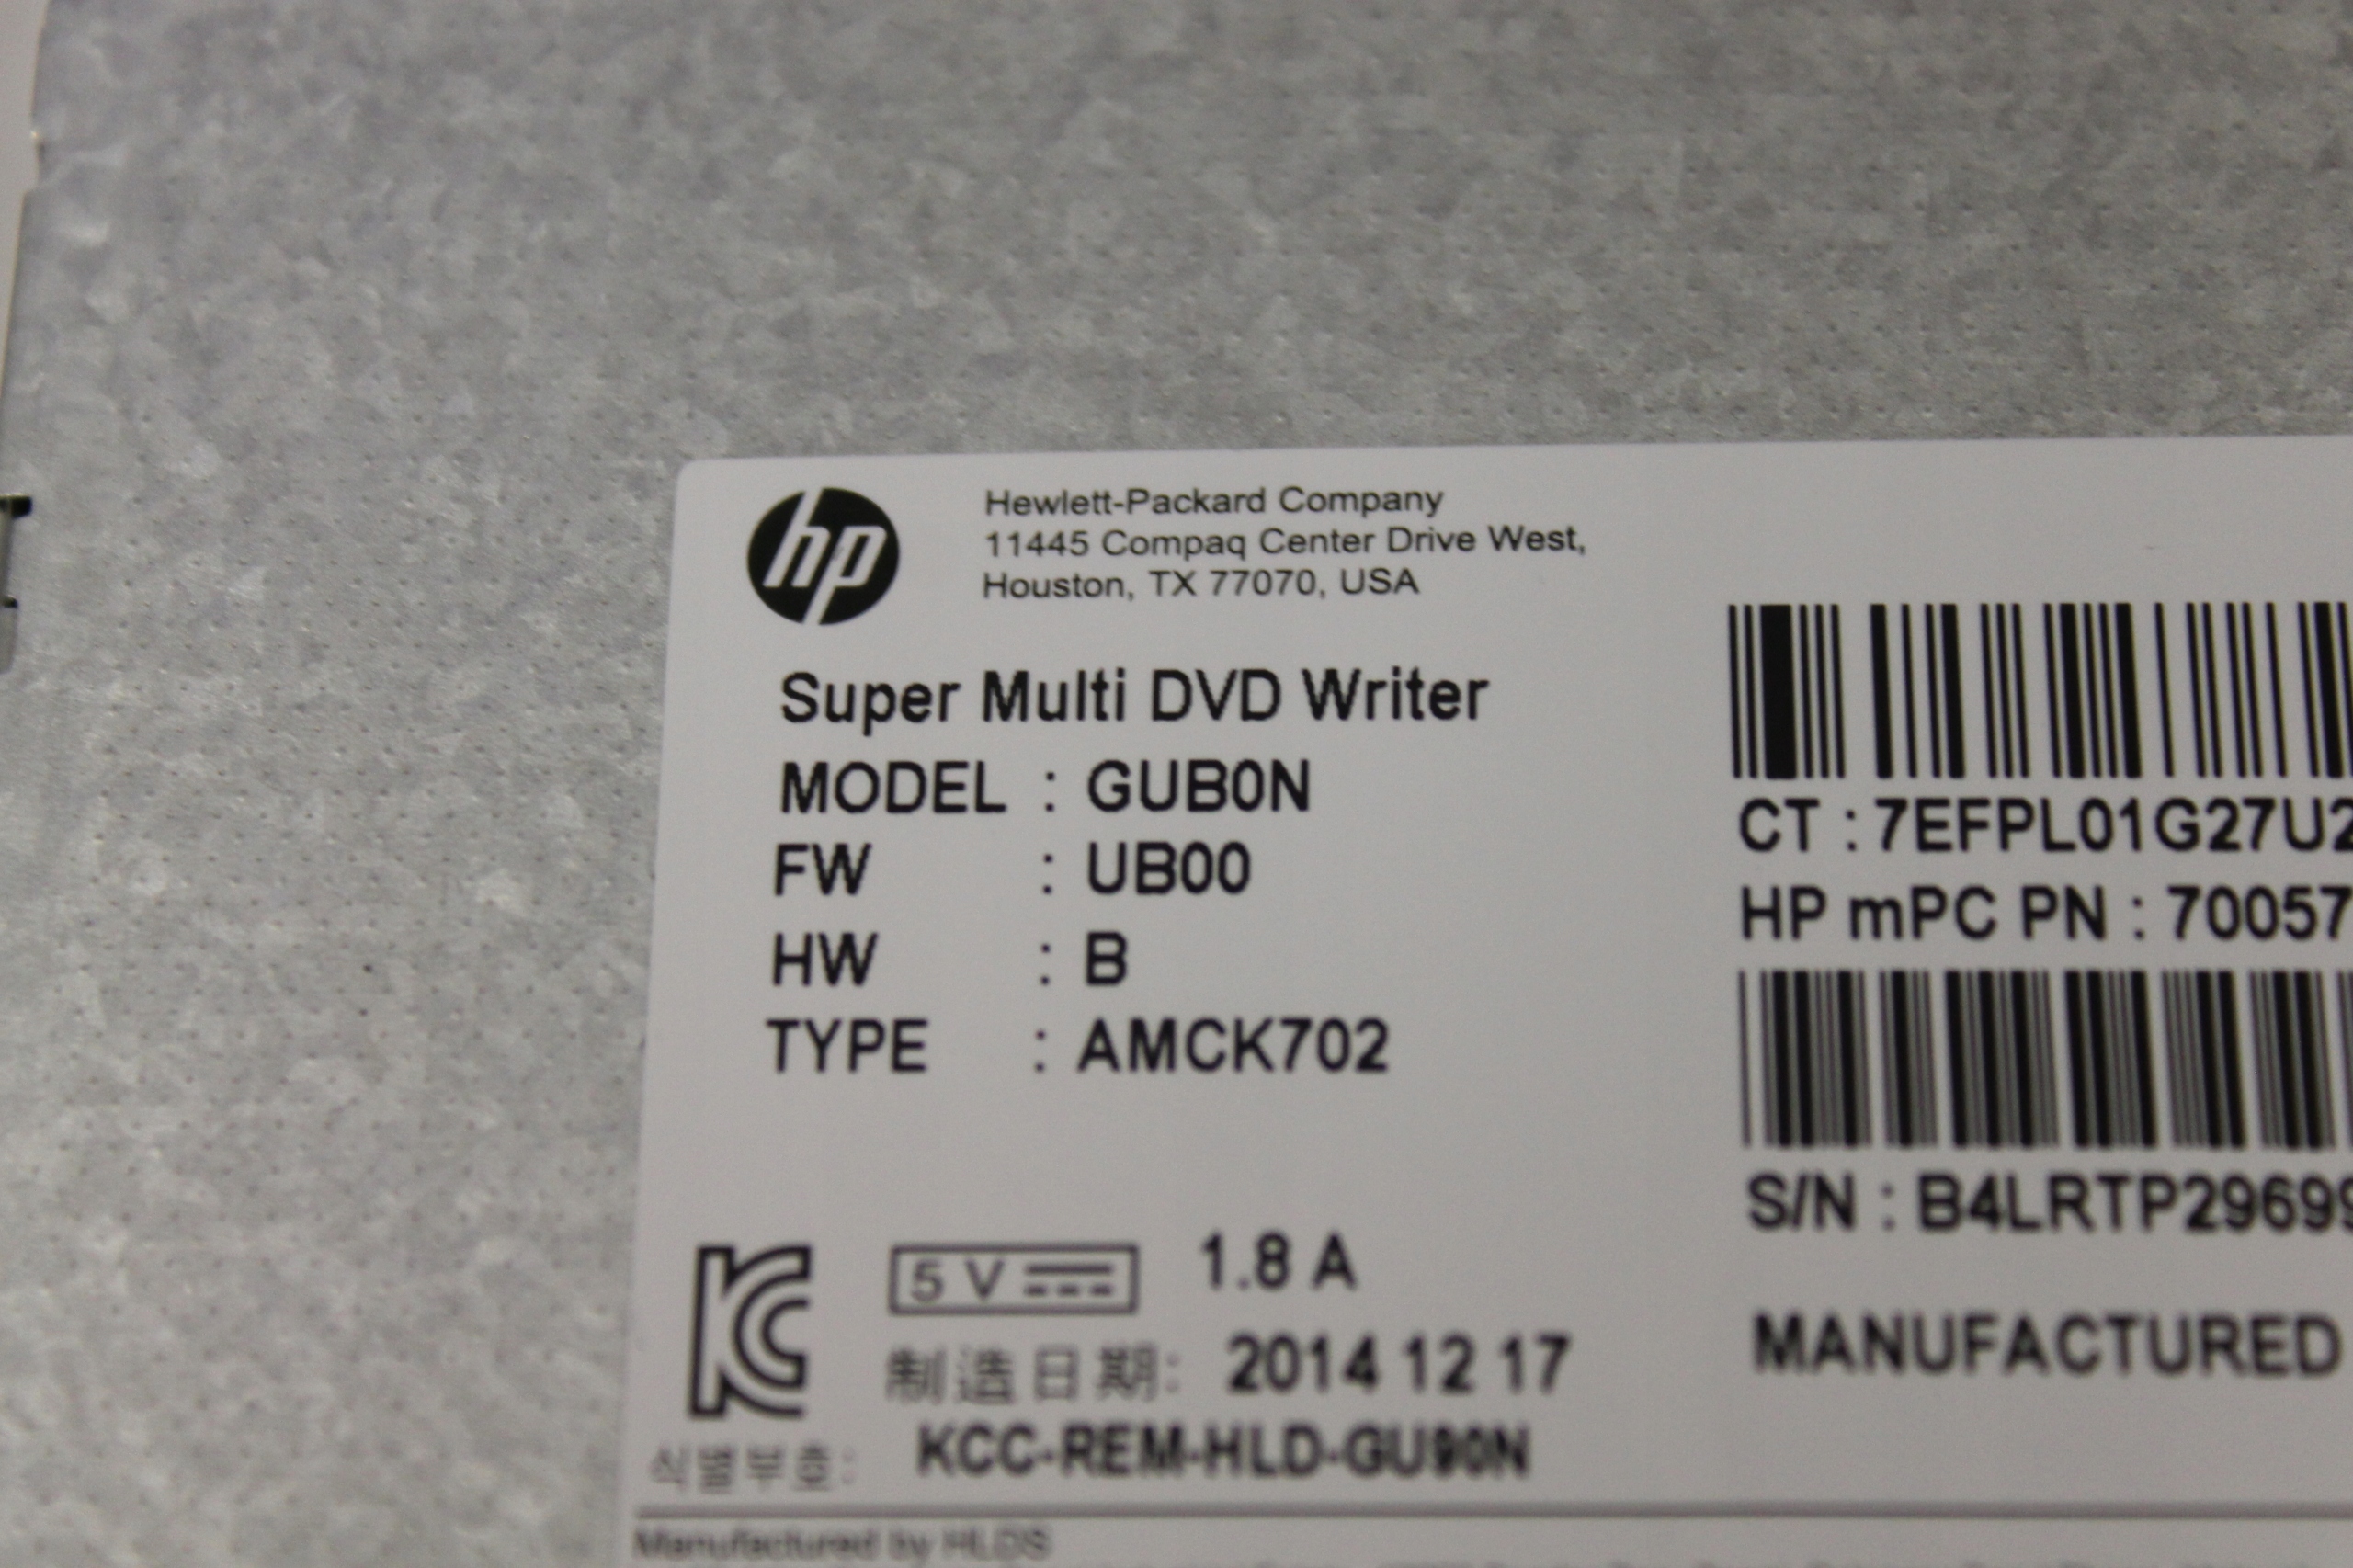 hp
Hewlett-Packard Company
11445 Compaq Center Drive West,
Houston, TX 77070, USA
Super Multi DVD Writer
MODEL : GUB0N
FW : UB00
HW : B
TYPE : AMCK702
CT : 7EFPL01G27U2
HP mPC PN : 70057
S/N : B4LRTP29699
MANUFACTURED
5 V 1.8 A
制造日期: 2014 12 17
식별부호: KCC-REM-HLD-GU90N
Manufactured by HLDS